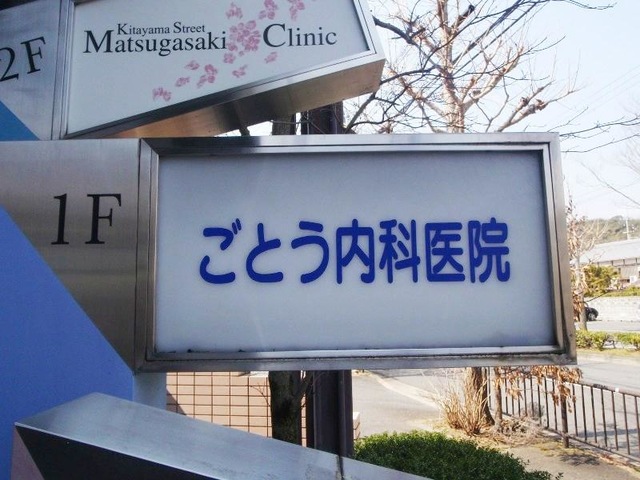 Kitayama Street
Matsugasaki Clinic
2F
1F
ごとう内科医院